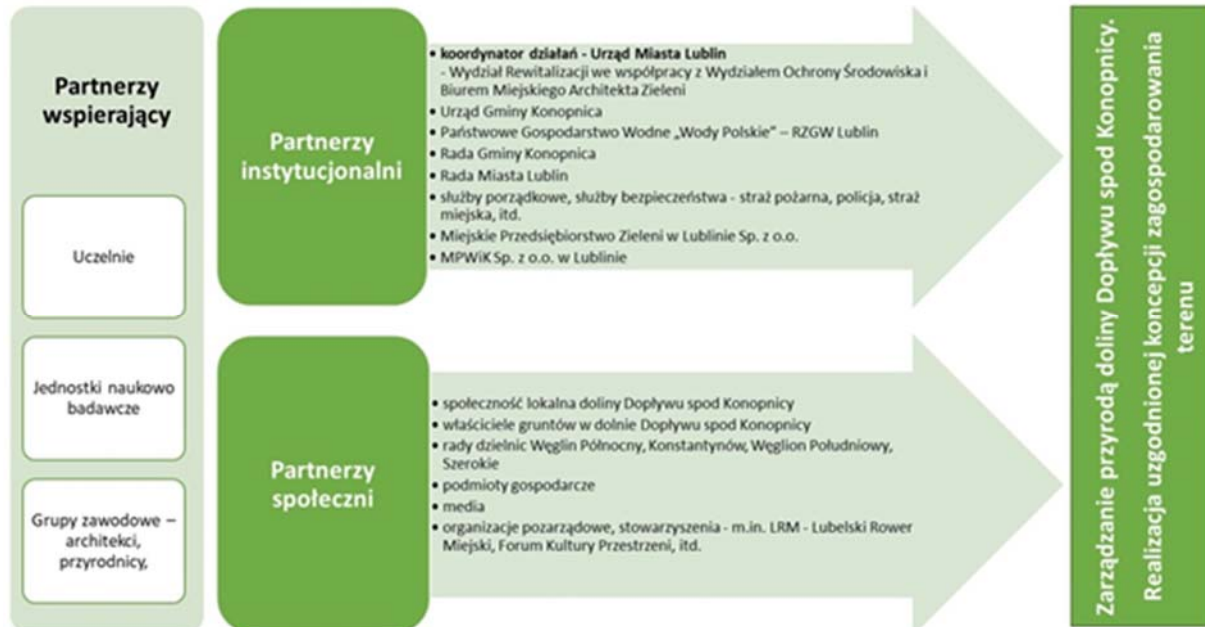 Partnerzy
wspierający
Uczelnie
Jednostki naukowo
badawcze
Grupy zawodowe –
architekci,
przyrodnicy,
Partnerzy
instytucjonalni
• koordynator działań - Urząd Miasta Lublin
- Wydział Rewitalizacji we współpracy z Wydziałem Ochrony Środowiska i
Biurem Miejskiego Architekta Zieleni
• Urząd Gminy Konopnica
• Państwowe Gospodarstwo Wodne „Wody Polskie" – RZGW Lublin
• Rada Gminy Konopnica
• Rada Miasta Lublin
• służby porządkowe, służby bezpieczeństwa - straż pożarna, policja, straż
miejska, itd.
• Miejskie Przedsiębiorstwo Zieleni w Lublinie Sp. z o.o.
• MPWiK Sp. z o.o. w Lublinie
Partnerzy
społeczni
• społeczność lokalna doliny Dopływu spod Konopnicy
• właściciele gruntów w dolnie Dopływu spod Konopnicy
• rady dzielnic Węglin Północny, Konstantynów, Węglion Południowy,
Szerokie
• podmioty gospodarcze
• media
• organizacje pozarządowe, stowarzyszenia - m.in. LRM - Lubelski Rower
Miejski, Forum Kultury Przestrzeni, itd.
Zarządzanie przyrodą doliny Dopływu spod Konopnicy.
Realizacja uzgodnionej koncepcji zagospodarowania
terenu